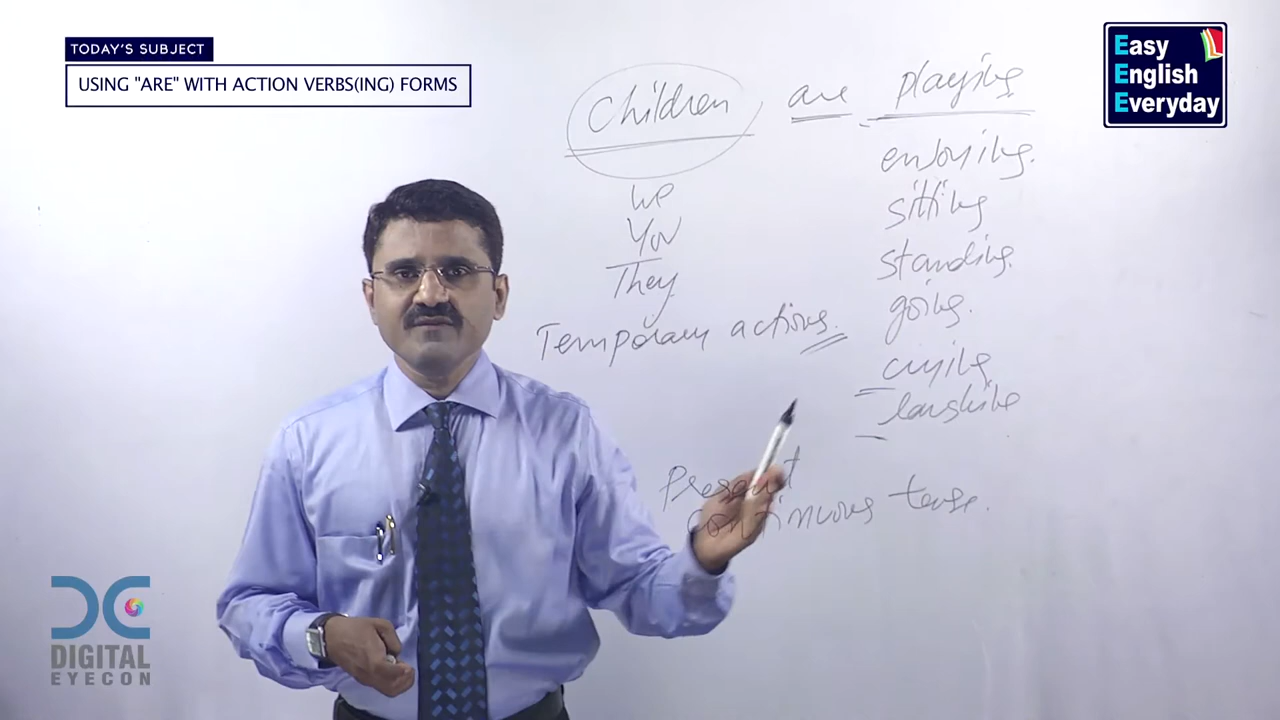 TODAY'S SUBJECT
USING "ARE" WITH ACTION VERBS(ING) FORMS
Easy
English
Everyday
Children are playing
enjoying.
We
sitting
You
standing.
They
going.
Temporary actions.
crying
laughing
Present
continuous tense.
DIGITAL
EYECON